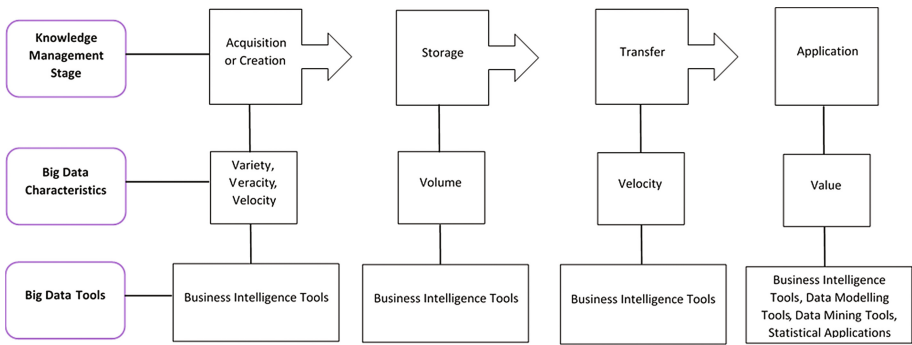 Knowledge
Management
Stage
Acquisition
or Creation
Storage
Transfer
Application
Big Data
Characteristics
Variety,
Veracity,
Velocity
Volume
Velocity
Value
Big Data Tools
Business Intelligence Tools
Business Intelligence Tools
Business Intelligence Tools
Business Intelligence
Tools, Data Modelling
Tools, Data Mining Tools,
Statistical Applications